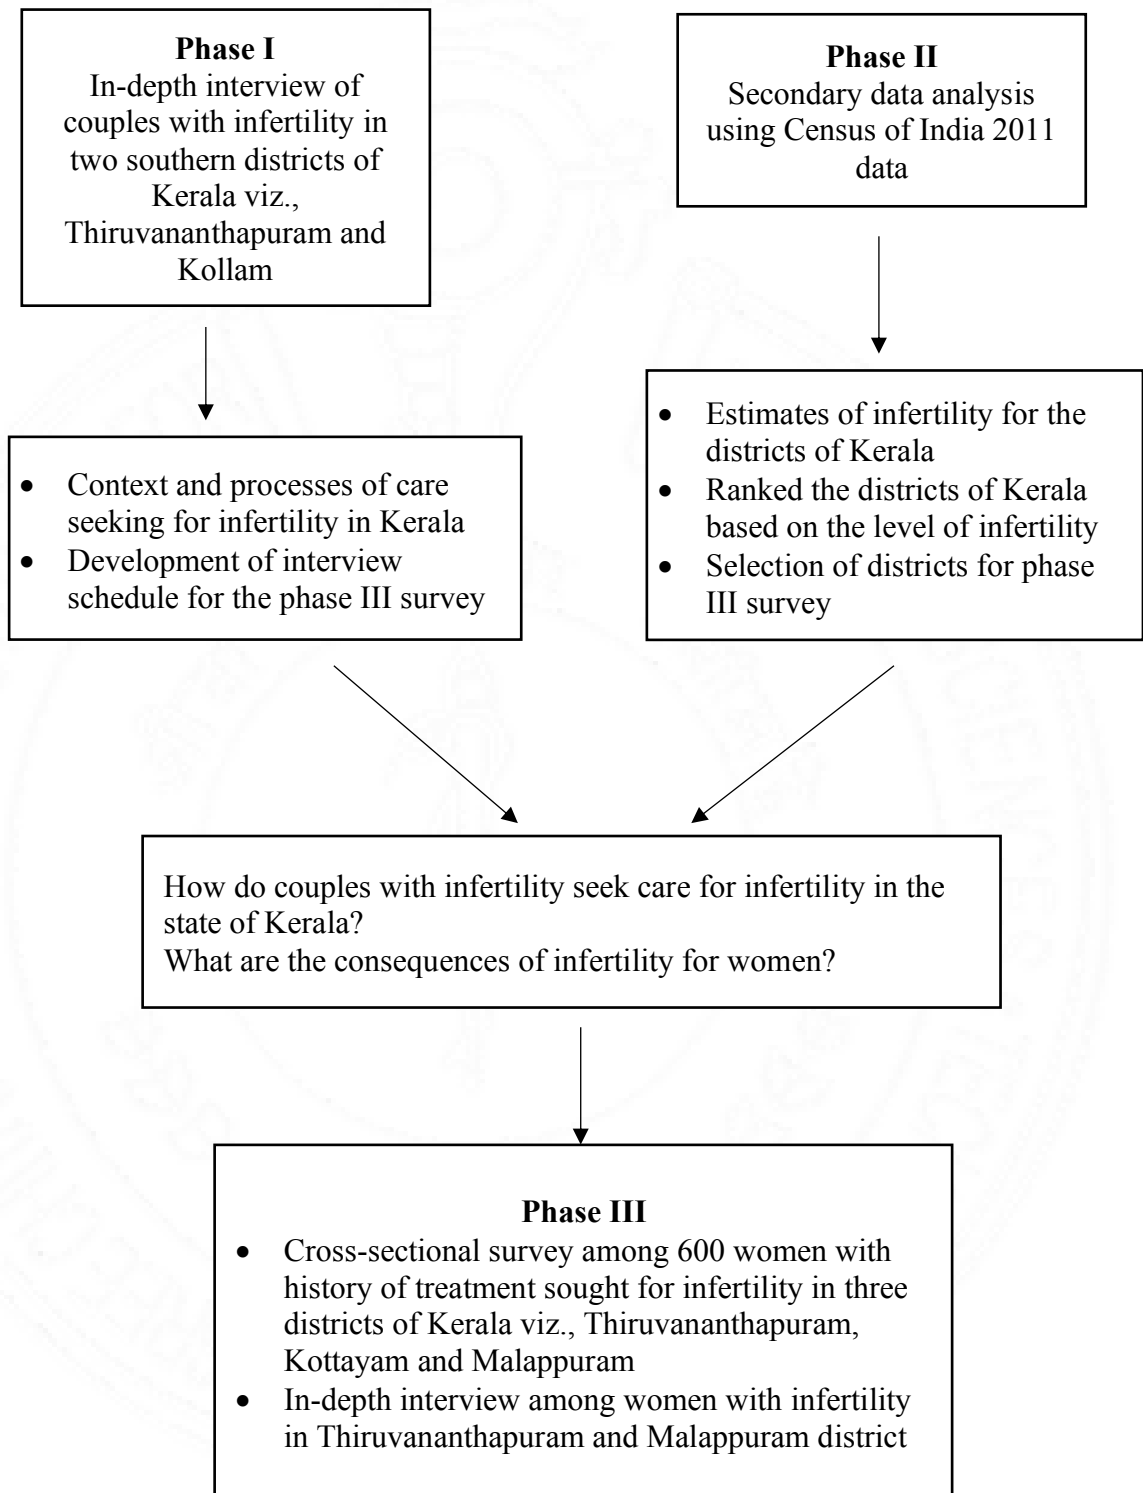 Phase I
In-depth interview of
couples with infertility in
two southern districts of
Kerala viz.,
Thiruvananthapuram and
Kollam
Phase II
Secondary data analysis
using Census of India 2011
data
• Context and processes of care
seeking for infertility in Kerala
• Development of interview
schedule for the phase III survey
• Estimates of infertility for the
districts of Kerala
• Ranked the districts of Kerala
based on the level of infertility
• Selection of districts for phase
III survey
How do couples with infertility seek care for infertility in the
state of Kerala?
What are the consequences of infertility for women?
Phase III
• Cross-sectional survey among 600 women with
history of treatment sought for infertility in three
districts of Kerala viz., Thiruvananthapuram,
Kottayam and Malappuram
• In-depth interview among women with infertility
in Thiruvananthapuram and Malappuram district